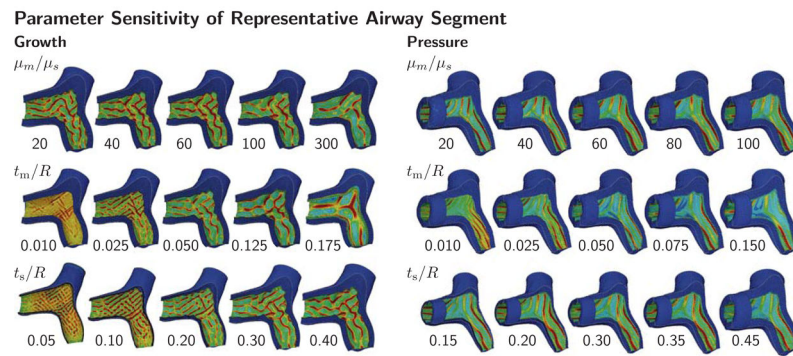 Parameter Sensitivity of Representative Airway Segment
Growth
μm/μs
20 40 60 100 300
tm/R
0.010 0.025 0.050 0.125 0.175
ts/R
0.05 0.10 0.20 0.30 0.40
Pressure
μm/μs
20 40 60 80 100
tm/R
0.010 0.025 0.050 0.075 0.150
ts/R
0.15 0.20 0.30 0.35 0.45